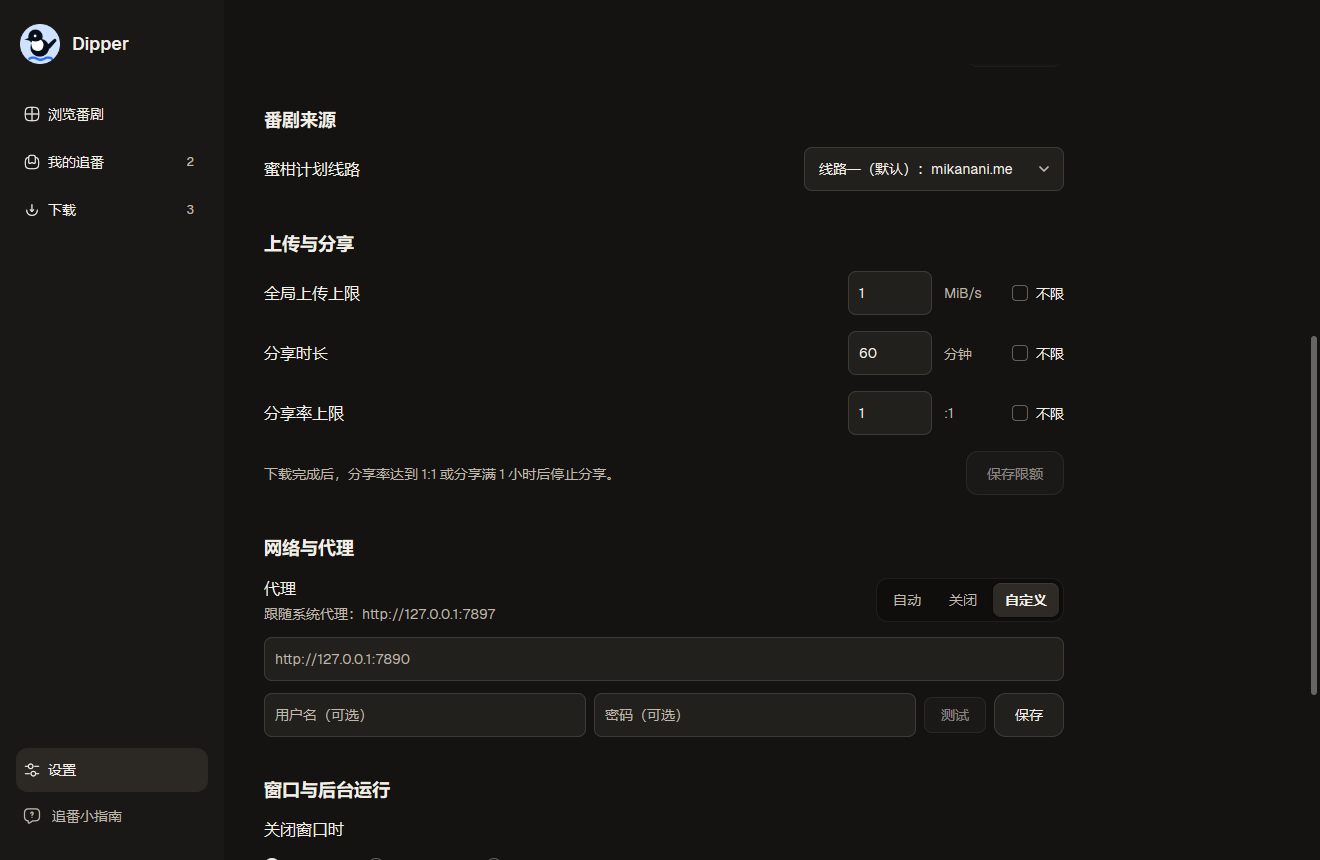 Dipper
浏览番剧
我的追番 2
下载 3
设置
追番小指南
番剧来源
蜜柑计划线路 线路一（默认）：mikanani.me
上传与分享
全局上传上限 1 MiB/s 不限
分享时长 60 分钟 不限
分享率上限 1 :1 不限
下载完成后，分享率达到 1:1 或分享满 1 小时后停止分享。 保存限额
网络与代理
代理
跟随系统代理：http://127.0.0.1:7897
自动 关闭 自定义
http://127.0.0.1:7890
用户名（可选） 密码（可选） 测试 保存
窗口与后台运行
关闭窗口时